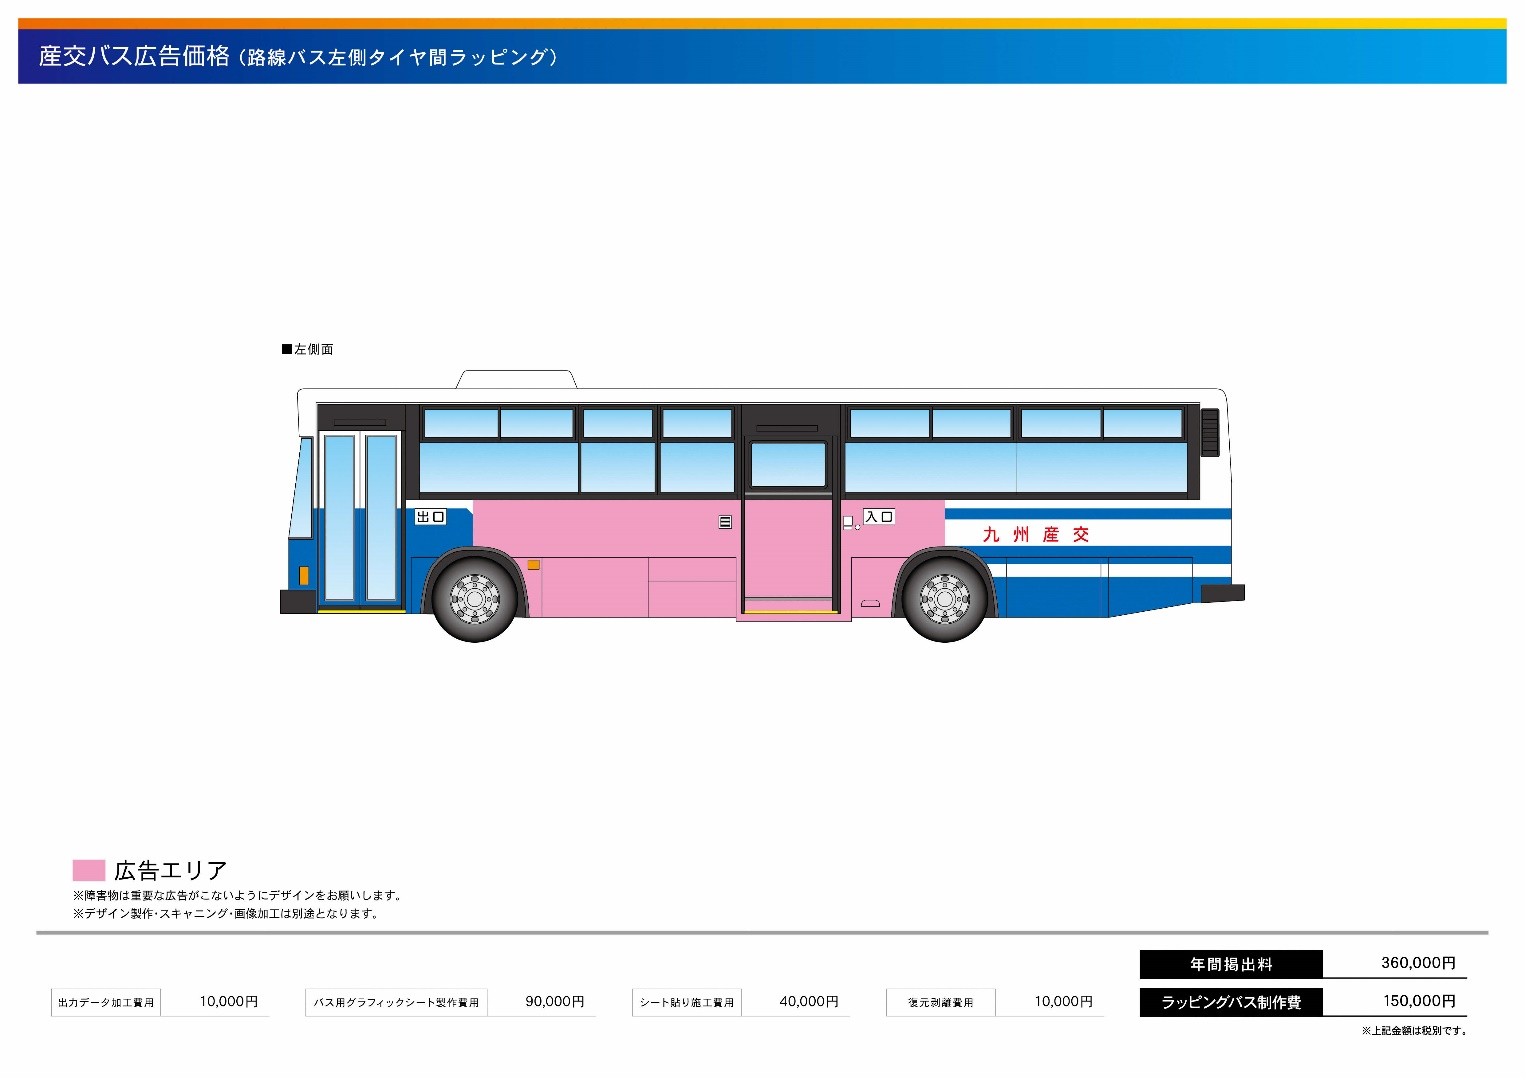 産交バス広告価格（路線バス左側タイヤ間ラッピング）
■左側面
出口
入口
九州産交
広告エリア
※障害物は重要な広告がこないようにデザインをお願いします。
※デザイン製作・スキャニング・画像加工は別途となります。
年間掲出料 360,000円
出力データ加工費用 10,000円 バス用グラフィックシート製作費用 90,000円 シート貼り施工費用 40,000円 復元剥離費用 10,000円 ラッピングバス制作費 150,000円
※上記金額は税別です。